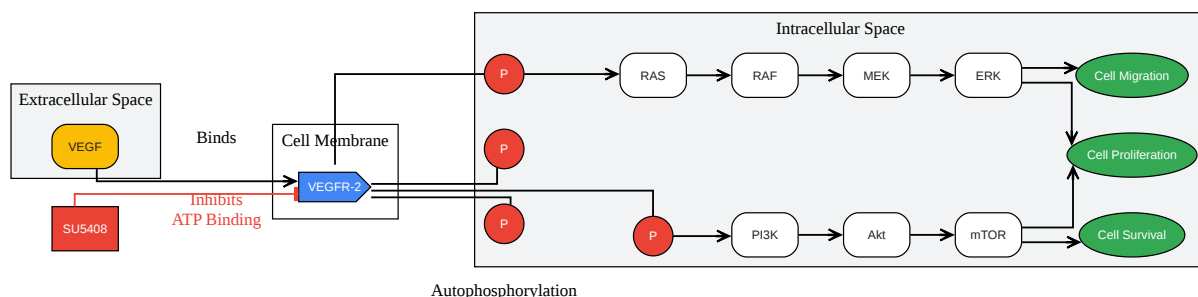 Intracellular Space
P
RAS
RAF
MEK
ERK
Cell Migration
Extracellular Space
VEGF
Binds
Cell Membrane
P
Cell Proliferation
VEGFR-2
Inhibits
ATP Binding
SU5408
P
P
PI3K
Akt
mTOR
Cell Survival
Autophosphorylation